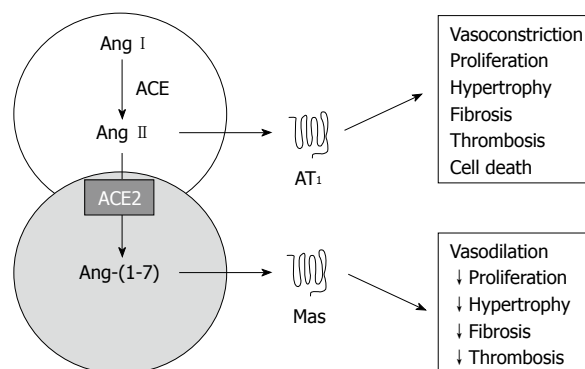 Ang Ⅰ
ACE
Ang Ⅱ
AT1
ACE2
Ang-(1-7)
Mas
Vasoconstriction
Proliferation
Hypertrophy
Fibrosis
Thrombosis
Cell death
Vasodilation
↓ Proliferation
↓ Hypertrophy
↓ Fibrosis
↓ Thrombosis